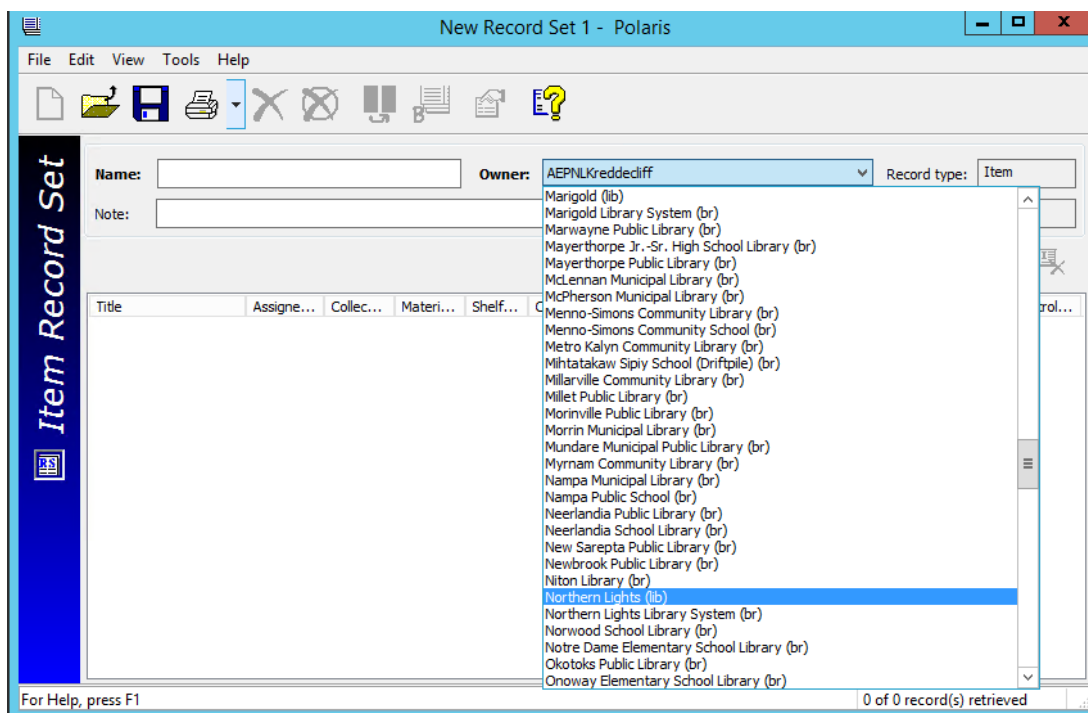 New Record Set 1 - Polaris
File Edit View Tools Help
Item Record Set
RS
Name:
Owner: AEPNLKreddecliff
Record type: Item
Note:
Title Assigne... Collec... Materi... Shelf... C trol...
Marigold (lib)
Marigold Library System (br)
Marwayne Public Library (br)
Mayerthorpe Jr.-Sr. High School Library (br)
Mayerthorpe Public Library (br)
McLennan Municipal Library (br)
McPherson Municipal Library (br)
Menno-Simons Community Library (br)
Menno-Simons Community School (br)
Metro Kalyn Community Library (br)
Mihtatakaw Sipiy School (Driftpile) (br)
Millarville Community Library (br)
Millet Public Library (br)
Morinville Public Library (br)
Morrin Municipal Library (br)
Mundare Municipal Public Library (br)
Myrnam Community Library (br)
Nampa Municipal Library (br)
Nampa Public School (br)
Neerlandia Public Library (br)
Neerlandia School Library (br)
New Sarepta Public Library (br)
Newbrook Public Library (br)
Niton Library (br)
Northern Lights (lib)
Northern Lights Library System (br)
Norwood School Library (br)
Notre Dame Elementary School Library (br)
Okotoks Public Library (br)
Onoway Elementary School Library (br)
For Help, press F1
0 of 0 record(s) retrieved